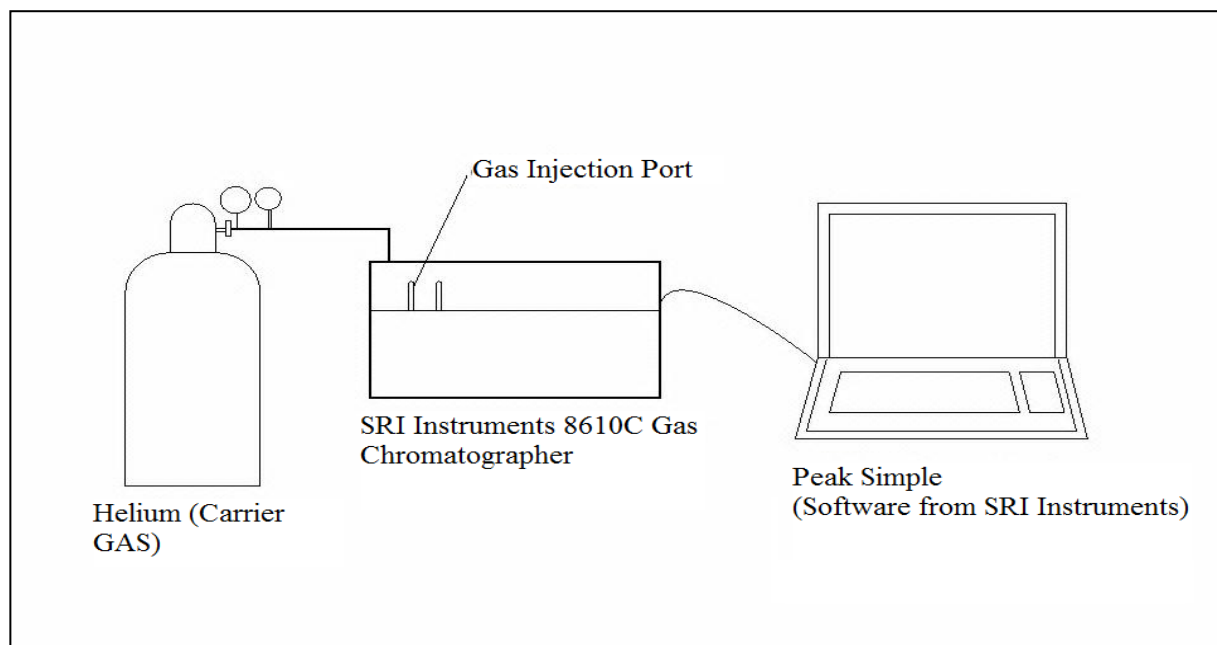 Gas Injection Port
SRI Instruments 8610C Gas
Chromatographer
Peak Simple
(Software from SRI Instruments)
Helium (Carrier
GAS)